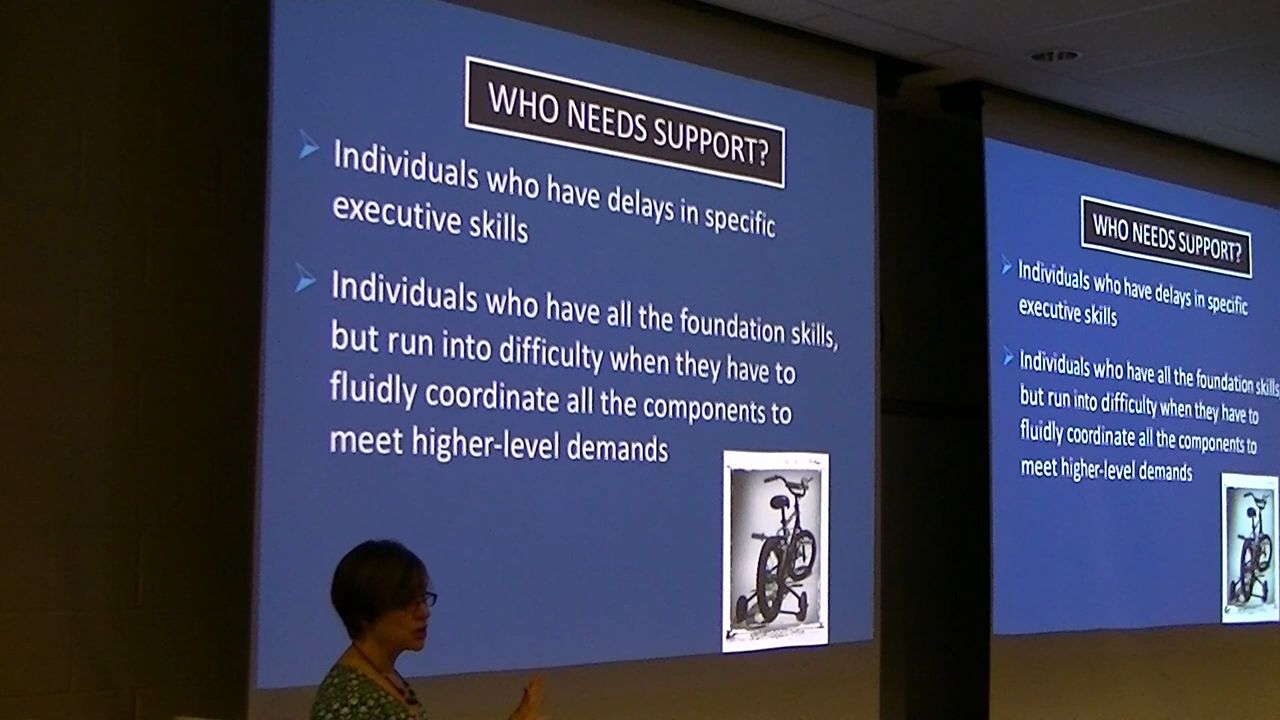 WHO NEEDS SUPPORT?
Individuals who have delays in specific
executive skills
Individuals who have all the foundation skills,
but run into difficulty when they have to
fluidly coordinate all the components to
meet higher-level demands
WHO NEEDS SUPPORT?
Individuals who have delays in specific
executive skills
Individuals who have all the foundation skills
but run into difficulty when they have to
fluidly coordinate all the components to
meet higher-level demands